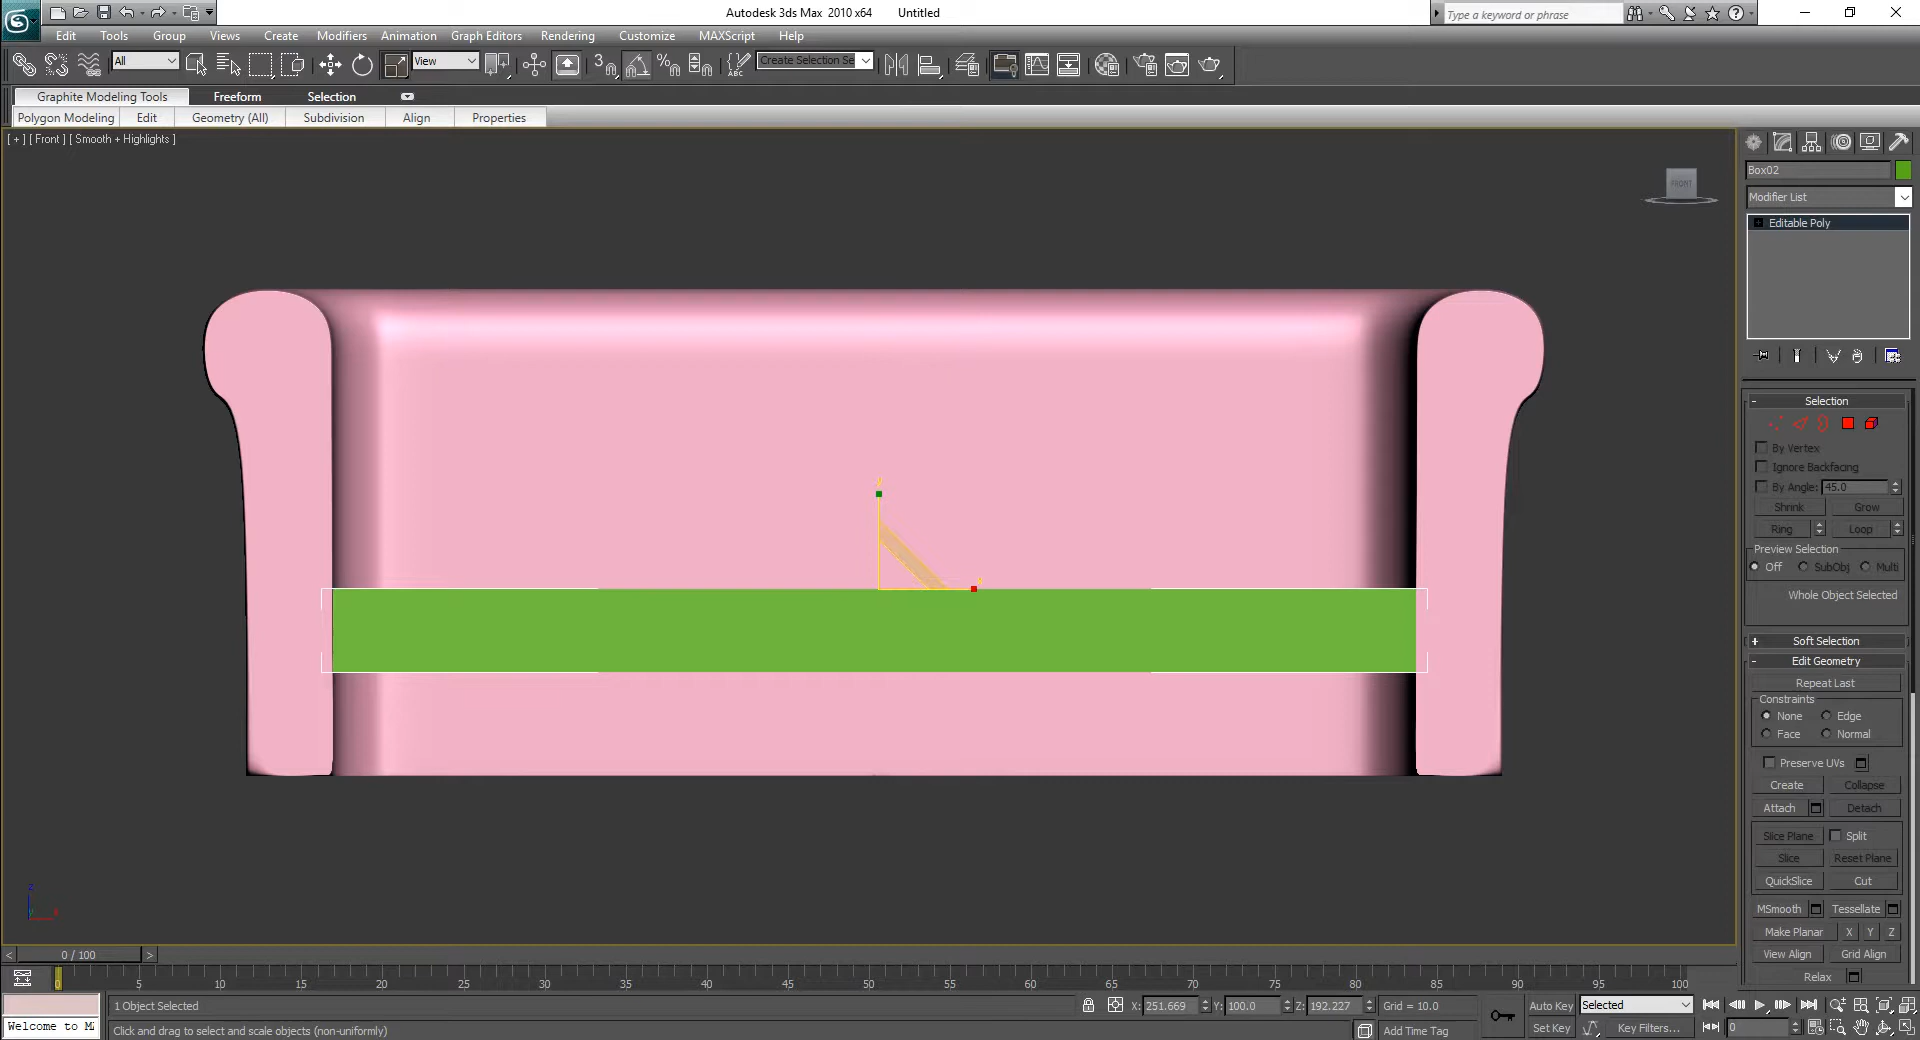 Autodesk 3ds Max 2010 x64 Untitled
Type a keyword or phrase
Edit Tools Group Views Create Modifiers Animation Graph Editors Rendering Customize MAXScript Help
All
View
3
ABC
Create Selection Se
Graphite Modeling Tools Freeform Selection
Polygon Modeling Edit Geometry (All) Subdivision Align Properties
[ + ] [ Front ] [ Smooth + Highlights ]
FRONT
Box02
Modifier List
Editable Poly
- Selection
By Vertex
Ignore Backfacing
By Angle: 45.0
Shrink Grow
Ring Loop
Preview Selection
Off SubObj Multi
Whole Object Selected
+ Soft Selection
- Edit Geometry
Repeat Last
Constraints
None Edge
Face Normal
Preserve UVs
Create Collapse
Attach Detach
Slice Plane Split
Slice Reset Plane
QuickSlice Cut
MSmooth Tessellate
Make Planar X Y Z
View Align Grid Align
Relax
< 0 / 100 >
0 5 10 15 20 25 30 35 40 45 50 55 60 65 70 75 80 85 90 95 100
1 Object Selected
X: 251.669 Y: 100.0 Z: 192.227 Grid = 10.0
Auto Key Selected
Welcome to MA
Click and drag to select and scale objects (non-uniformly)
Add Time Tag
Set Key Key Filters... 0